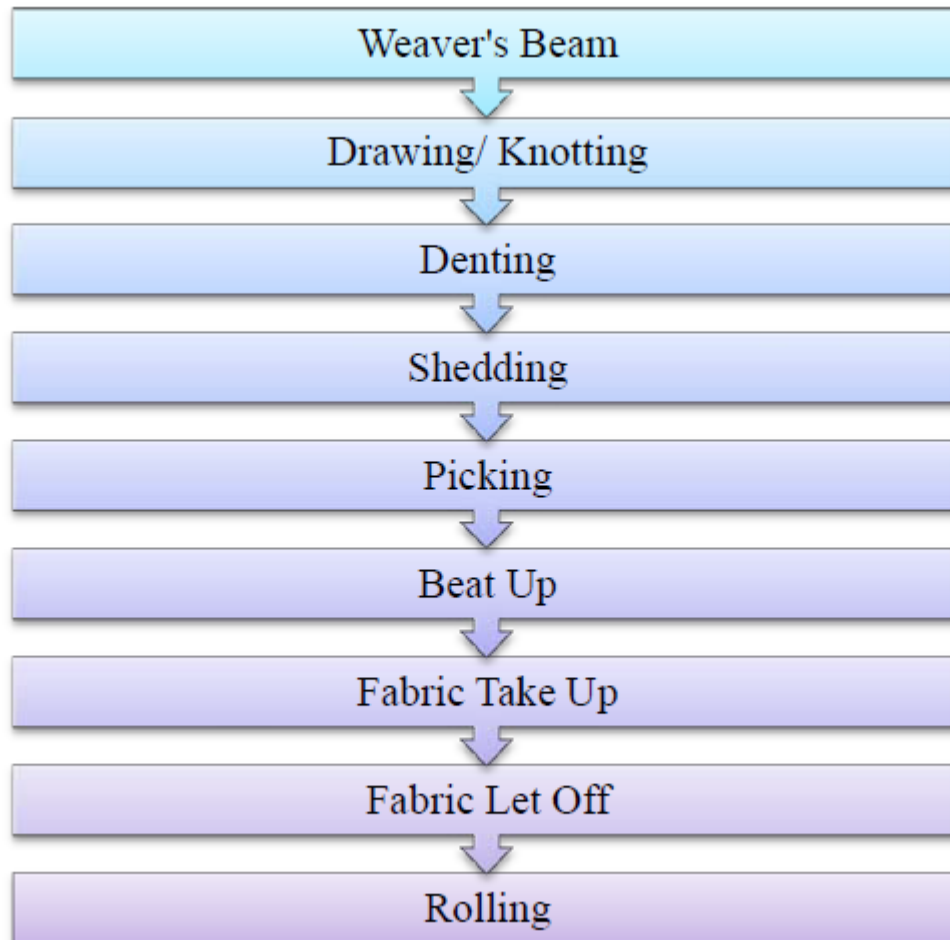 Weaver's Beam
Drawing/ Knotting
Denting
Shedding
Picking
Beat Up
Fabric Take Up
Fabric Let Off
Rolling